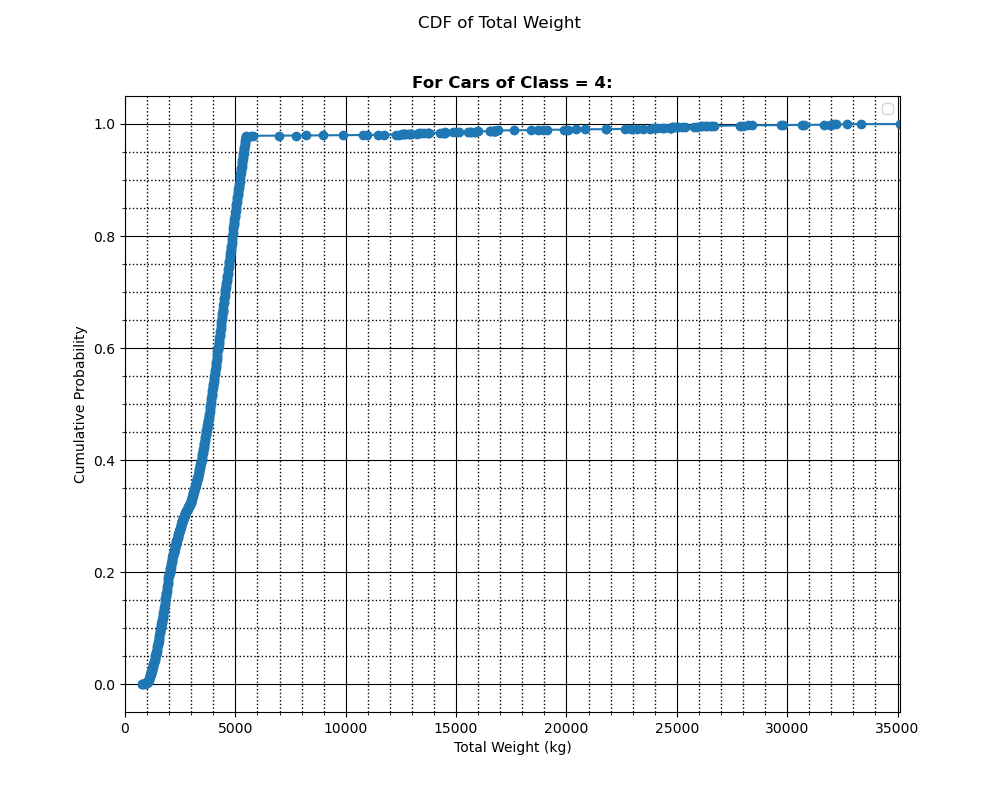 CDF of Total Weight
For Cars of Class = 4:
1.0
0.8
0.6
0.4
0.2
0.0
Cumulative Probability
0 5000 10000 15000 20000 25000 30000 35000
Total Weight (kg)